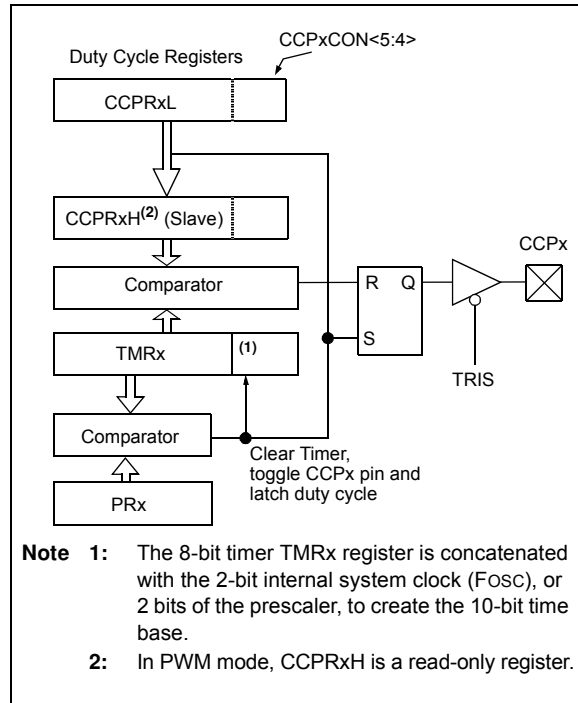 CCPxCON<5:4>
Duty Cycle Registers
CCPRxL
CCPRxH(2) (Slave)
CCPx
Comparator
R Q
S
TMRx
(1)
TRIS
Comparator
Clear Timer,
toggle CCPx pin and
latch duty cycle
PRx
Note 1: The 8-bit timer TMRx register is concatenated
with the 2-bit internal system clock (FOSC), or
2 bits of the prescaler, to create the 10-bit time
base.
2: In PWM mode, CCPRxH is a read-only register.